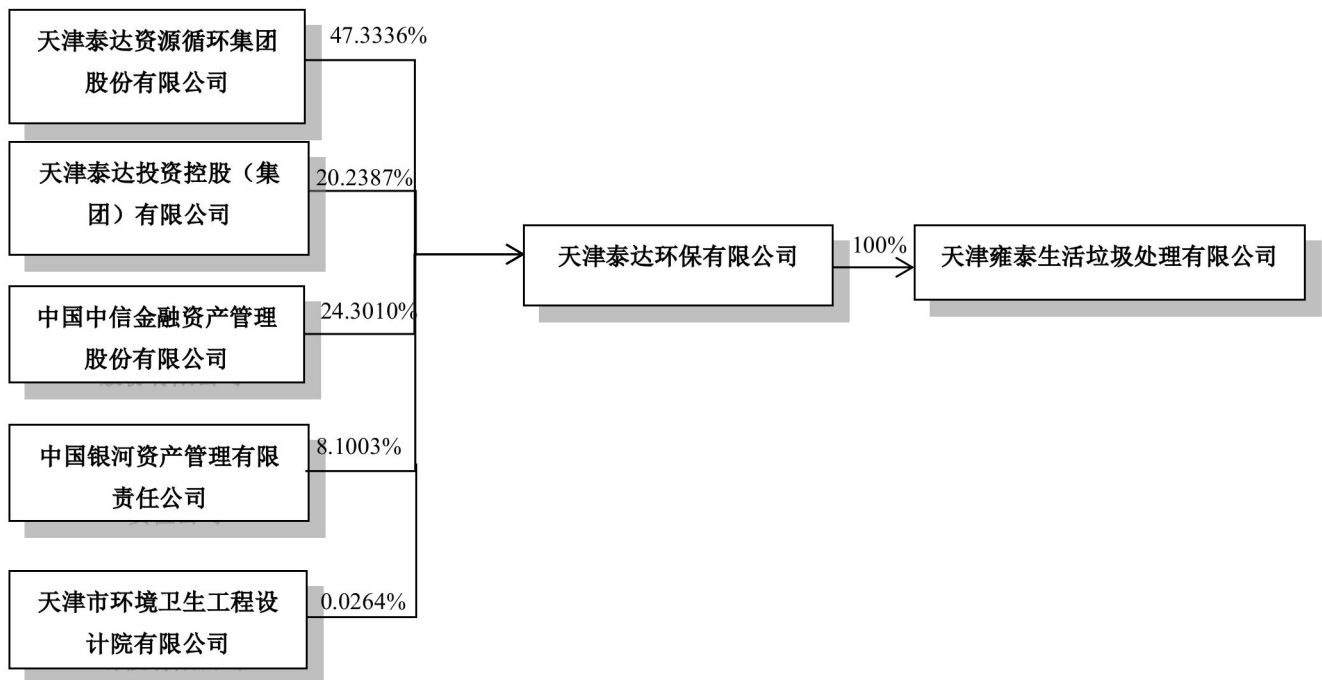 天津泰达资源循环集团
股份有限公司
47.3336%
天津泰达投资控股（集
团）有限公司
20.2387%
中国中信金融资产管理
股份有限公司
24.3010%
中国银河资产管理有限
责任公司
8.1003%
天津市环境卫生工程设
计院有限公司
0.0264%
天津泰达环保有限公司
100%
天津雍泰生活垃圾处理有限公司